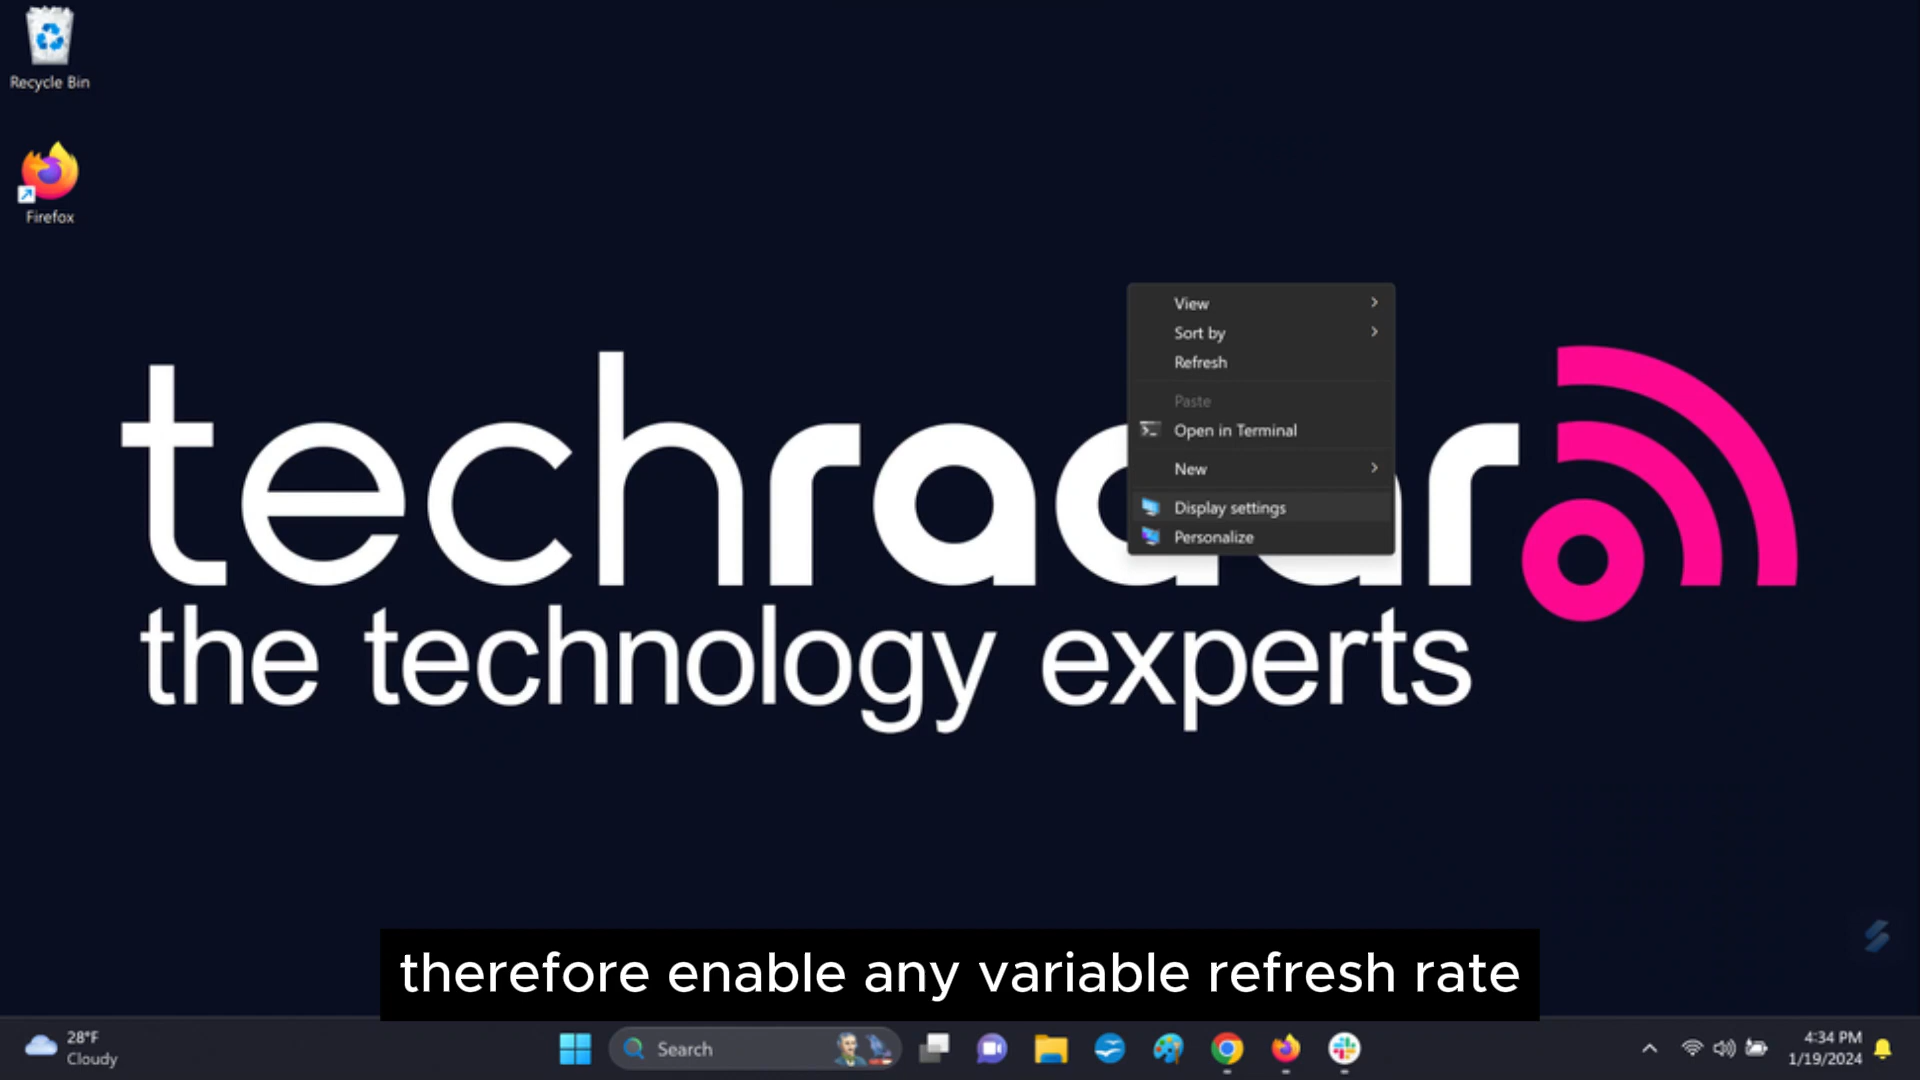 Recycle Bin
Firefox
View
Sort by
Refresh
Paste
Open in Terminal
New
Display settings
Personalize
techradar
the technology experts
therefore enable any variable refresh rate
28°F
Cloudy
Search
4:34 PM
1/19/2024